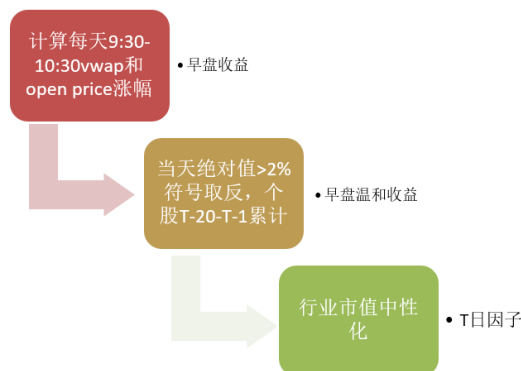 计算每天9:30-
10:30vwap和
open price涨幅
•早盘收益
当天绝对值>2%
符号取反，个
股T-20-T-1累计
•早盘温和收益
行业市值中性
化
• T日因子